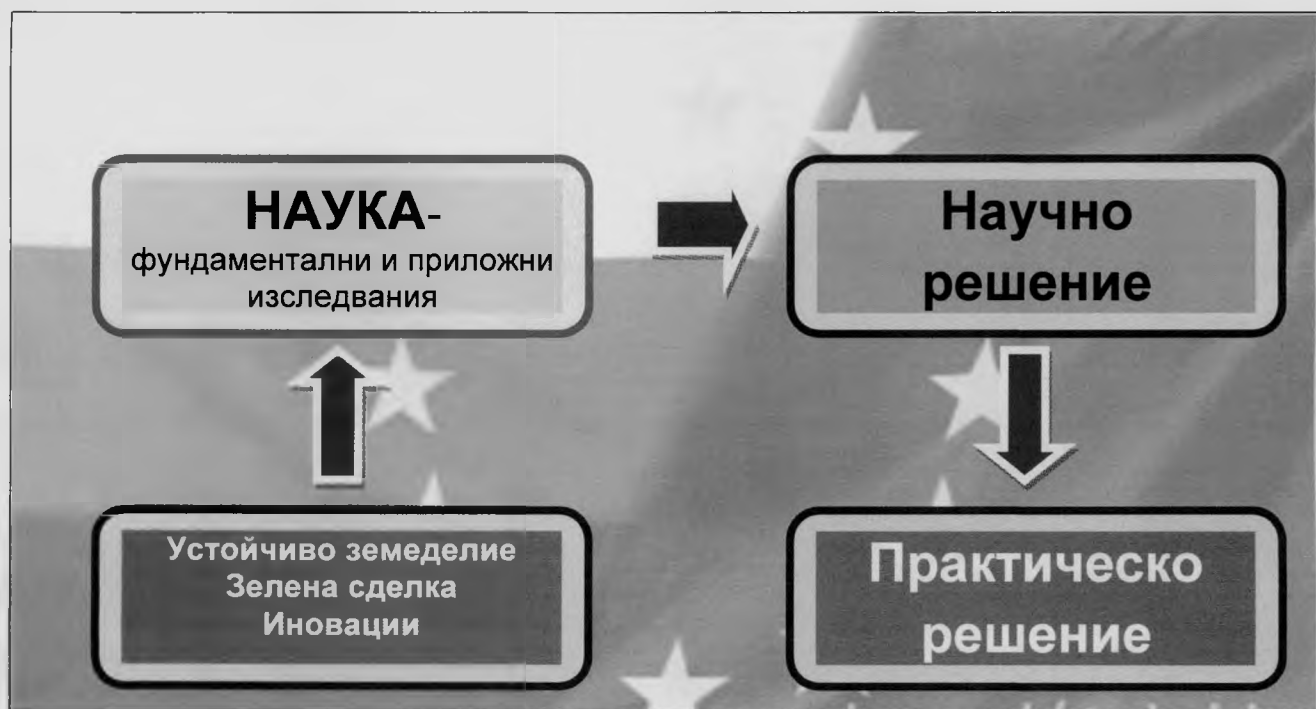 НАУКА-
фундаментални и приложни
изследвания
Научно
решение
Устойчиво земеделие
Зелена сделка
Иновации
Практическо
решение